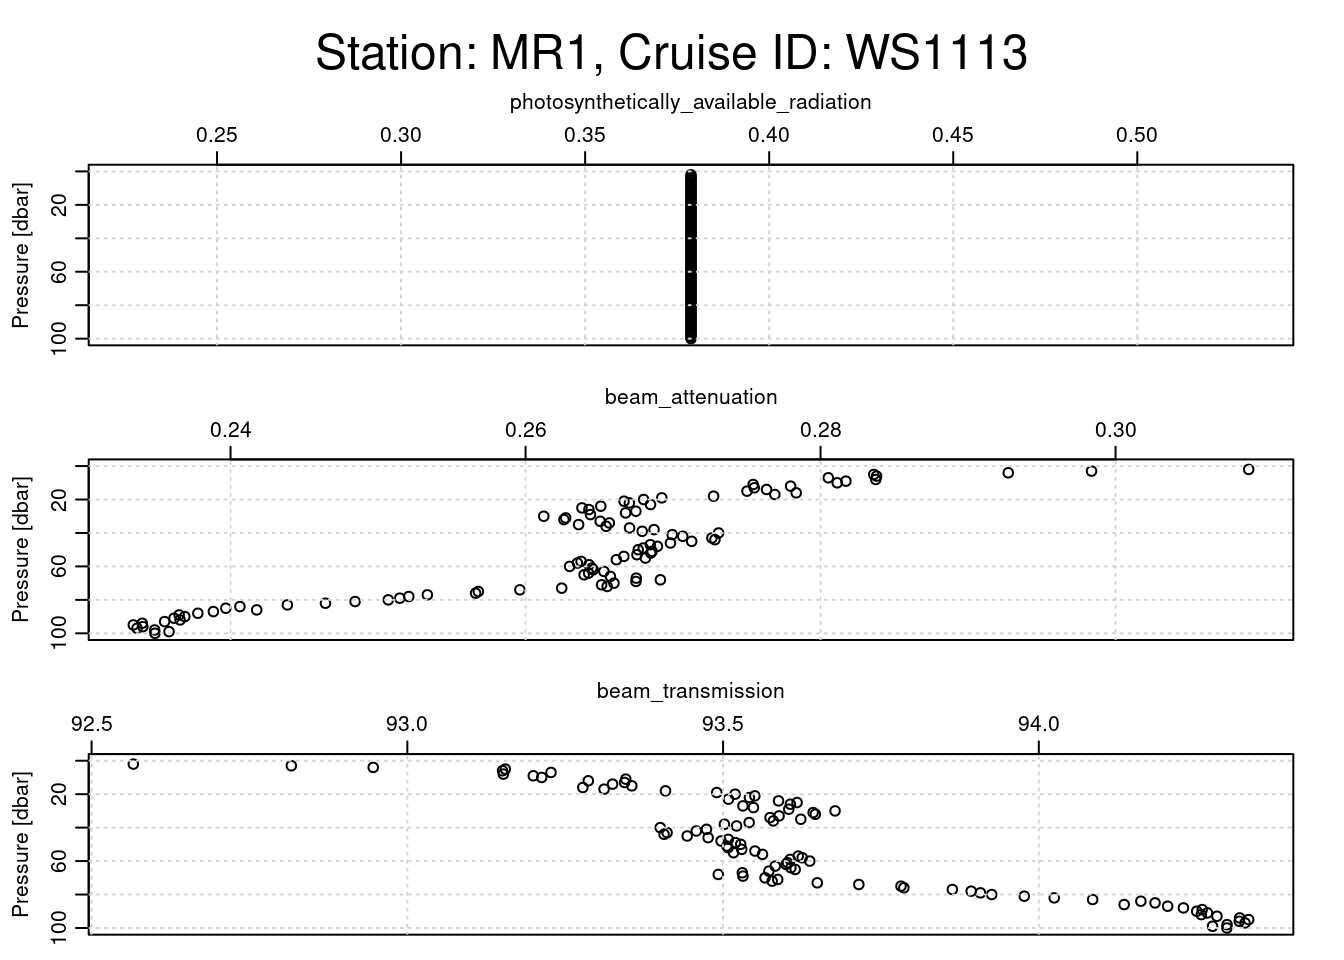 Station: MR1, Cruise ID: WS1113
photosynthetically_available_radiation
0.25 0.30 0.35 0.40 0.45 0.50
Pressure [dbar]
20
60
100
beam_attenuation
0.24 0.26 0.28 0.30
Pressure [dbar]
20
60
100
beam_transmission
92.5 93.0 93.5 94.0
Pressure [dbar]
20
60
100